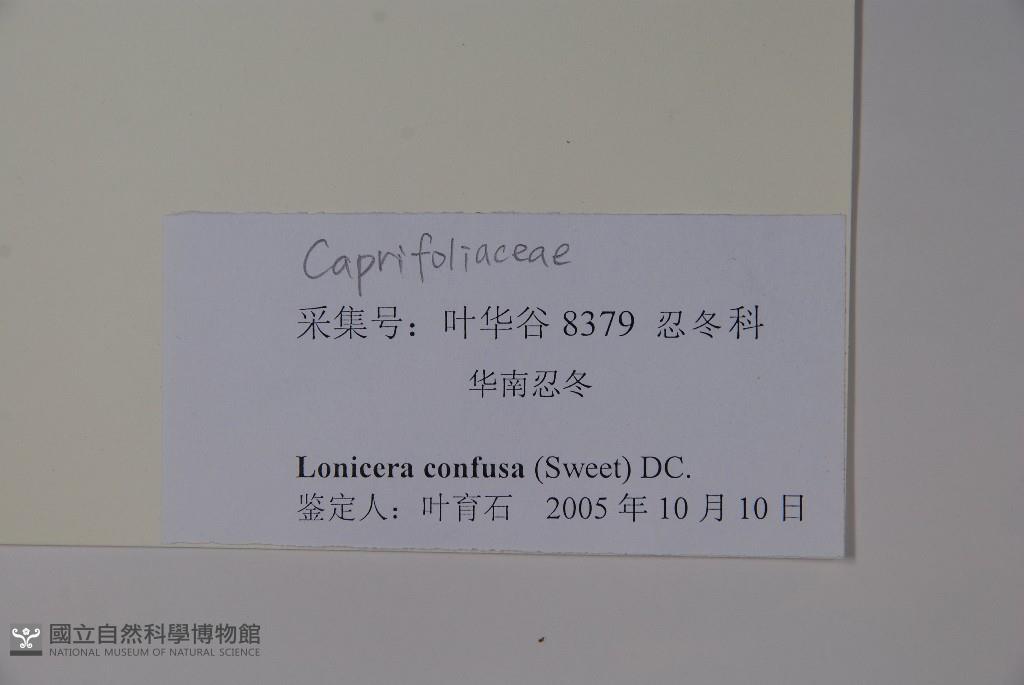 Caprifoliaceae
采集号：叶华谷 8379 忍冬科
华南忍冬
Lonicera confusa (Sweet) DC.
鉴定人：叶育石 2005 年 10 月 10 日
國立自然科學博物館
NATIONAL MUSEUM OF NATURAL SCIENCE